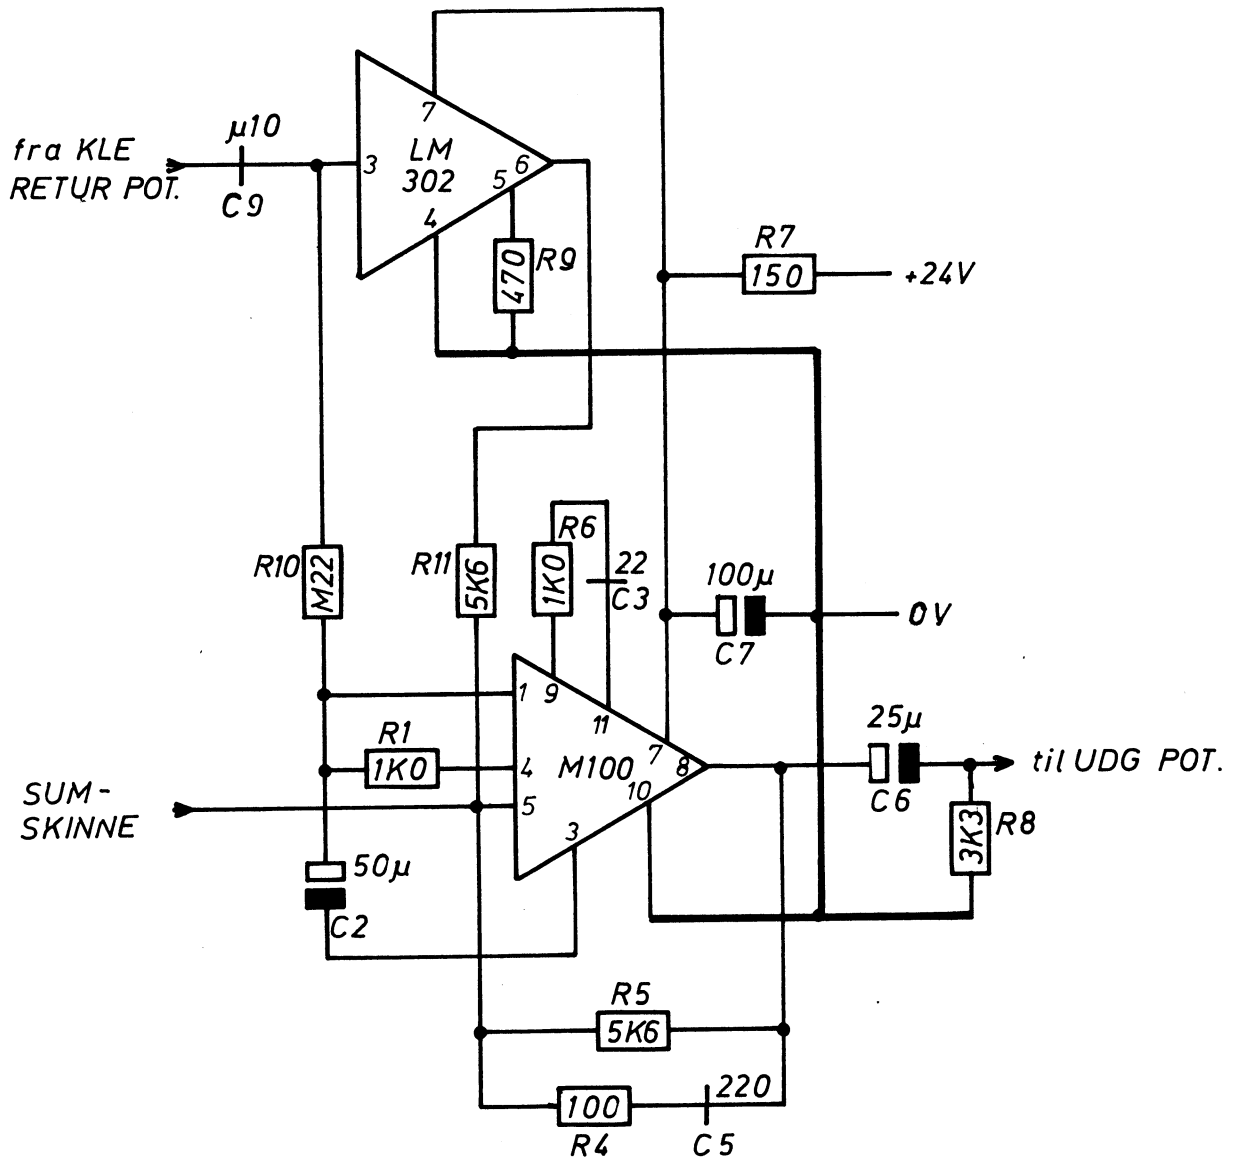 7
µ10
fra KLE
RETUR POT.
C9
3
LM
302
6
5
4
R9
470
R7
150
+24V
R10
M22
R11
5K6
R6
1K0
22
C3
100µ
C7
0V
1
9
11
R1
1K0
4
M100
7
8
10
5
3
SUM-
SKINNE
25µ
C6
til UDG POT.
3K3
R8
50µ
C2
R5
5K6
100
R4
220
C5